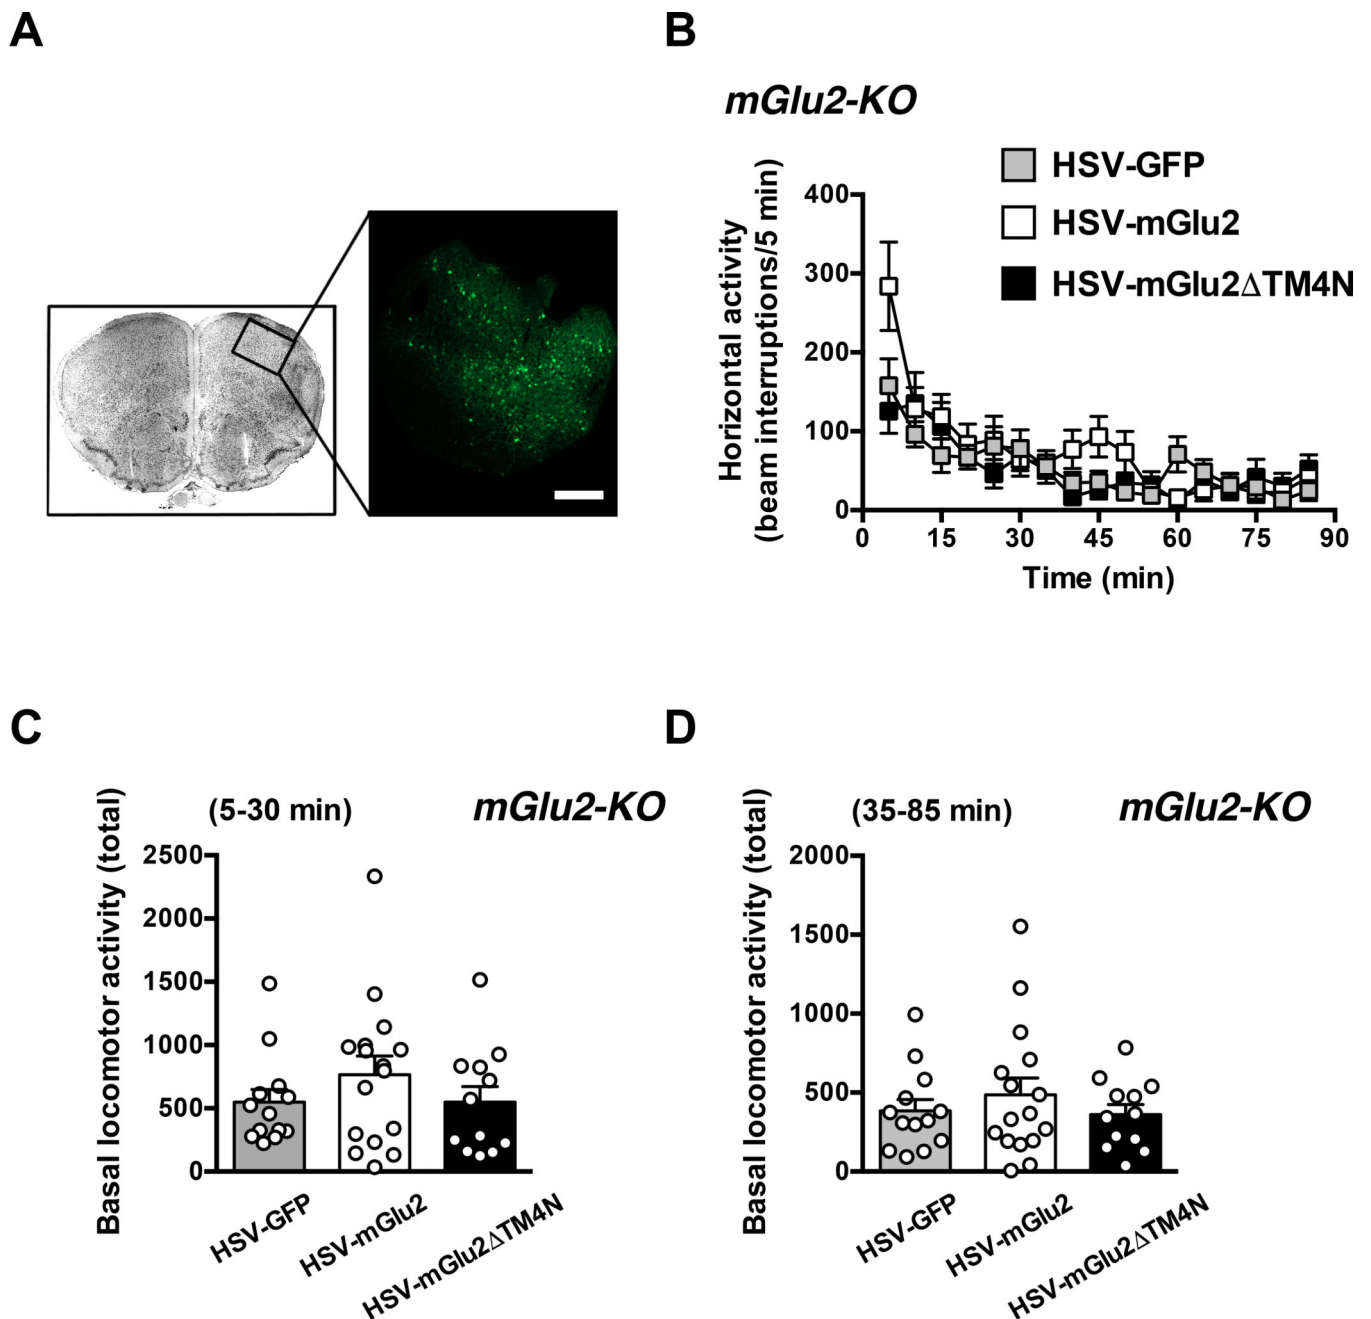 A
B
mGlu2-KO
HSV-GFP
HSV-mGlu2
HSV-mGlu2ΔTM4N
Horizontal activity
(beam interruptions/5 min)
400
300
200
100
0
0 15 30 45 60 75 90
Time (min)
C
D
(5-30 min)
mGlu2-KO
Basal locomotor activity (total)
2500
2000
1500
1000
500
0
HSV-GFP
HSV-mGlu2
HSV-mGlu2ΔTM4N
(35-85 min)
mGlu2-KO
Basal locomotor activity (total)
2000
1500
1000
500
0
HSV-GFP
HSV-mGlu2
HSV-mGlu2ΔTM4N